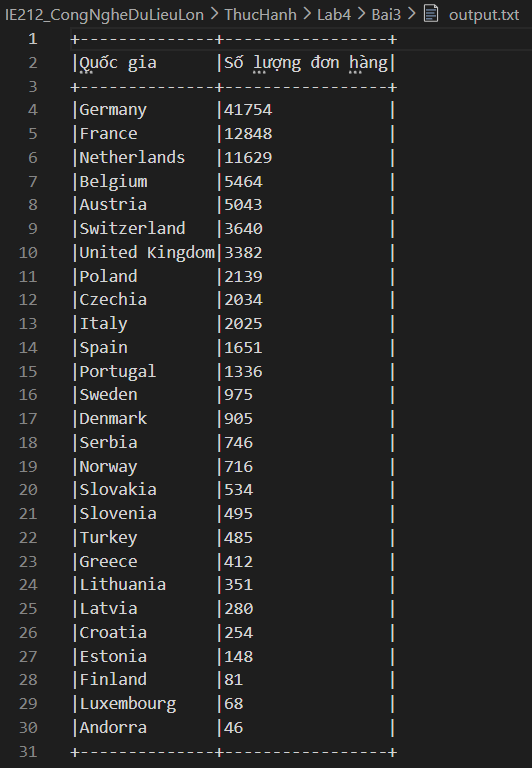 IE212_CongNgheDuLieuLon > ThucHanh > Lab4 > Bai3 > output.txt
1 +--------------+-----------------+
2 |Quốc gia      |Số lượng đơn hàng|
3 +--------------+-----------------+
4 |Germany       |41754            |
5 |France        |12848            |
6 |Netherlands   |11629            |
7 |Belgium       |5464             |
8 |Austria       |5043             |
9 |Switzerland   |3640             |
10 |United Kingdom|3382             |
11 |Poland        |2139             |
12 |Czechia       |2034             |
13 |Italy         |2025             |
14 |Spain         |1651             |
15 |Portugal      |1336             |
16 |Sweden        |975              |
17 |Denmark       |905              |
18 |Serbia        |746              |
19 |Norway        |716              |
20 |Slovakia      |534              |
21 |Slovenia      |495              |
22 |Turkey        |485              |
23 |Greece        |412              |
24 |Lithuania     |351              |
25 |Latvia        |280              |
26 |Croatia       |254              |
27 |Estonia       |148              |
28 |Finland       |81               |
29 |Luxembourg    |68               |
30 |Andorra       |46               |
31 +--------------+-----------------+